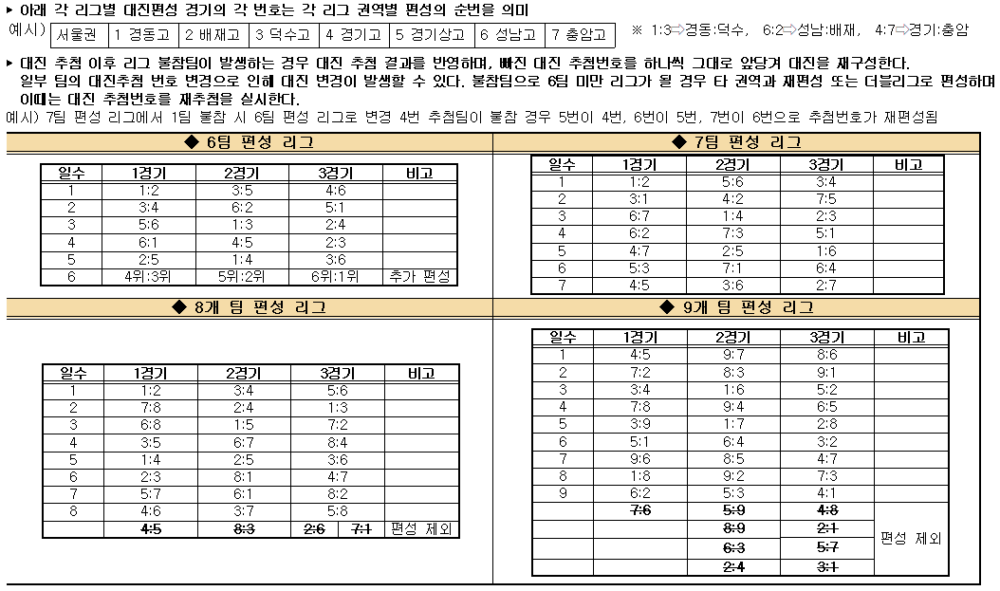 ▸ 아래 각 리그별 대진편성 경기의 각 번호는 각 리그 권역별 편성의 순번을 의미
예시) 서울권 1 경동고 2 배재고 3 덕수고 4 경기고 5 경기상고 6 성남고 7 충암고 ※ 1:3⇨경동:덕수, 6:2⇨성남:배재, 4:7⇨경기:충암
▸ 대진 추첨 이후 리그 불참팀이 발생하는 경우 대진 추첨 결과를 반영하며, 빠진 대진 추첨번호를 하나씩 그대로 앞당겨 대진을 재구성한다.
일부 팀의 대진추첨 번호 변경으로 인해 대진 변경이 발생할 수 있다. 불참팀으로 6팀 미만 리그가 될 경우 타 권역과 재편성 또는 더블리그로 편성하며
이때는 대진 추첨번호를 재추첨을 실시한다.
예시) 7팀 편성 리그에서 1팀 불참 시 6팀 편성 리그로 변경 4번 추첨팀이 불참 경우 5번이 4번, 6번이 5번, 7번이 6번으로 추첨번호가 재편성됨
◆ 6팀 편성 리그
일수 1경기 2경기 3경기 비고
1 1:2 3:5 4:6
2 3:4 6:2 5:1
3 5:6 1:3 2:4
4 6:1 4:5 2:3
5 2:5 1:4 3:6
6 4위:3위 5위:2위 6위:1위 추가 편성
◆ 7팀 편성 리그
일수 1경기 2경기 3경기 비고
1 1:2 5:6 3:4
2 3:1 4:2 7:5
3 6:7 1:4 2:3
4 6:2 7:3 5:1
5 4:7 2:5 1:6
6 5:3 7:1 6:4
7 4:5 3:6 2:7
◆ 8개 팀 편성 리그
일수 1경기 2경기 3경기 비고
1 1:2 3:4 5:6
2 7:8 2:4 1:3
3 6:8 1:5 7:2
4 3:5 6:7 8:4
5 1:4 2:5 3:6
6 2:3 8:1 4:7
7 5:7 6:1 8:2
8 4:6 3:7 5:8
4:5 8:3 2:6 7:1 편성 제외
◆ 9개 팀 편성 리그
일수 1경기 2경기 3경기 비고
1 4:5 9:7 8:6
2 7:2 8:3 9:1
3 3:4 1:6 5:2
4 7:8 9:4 6:5
5 3:9 1:7 2:8
6 5:1 6:4 3:2
7 9:6 8:5 4:7
8 1:8 9:2 7:3
9 6:2 5:3 4:1
7:6 5:9 4:8
8:9 2:1
편성 제외
6:3 5:7
2:4 3:1